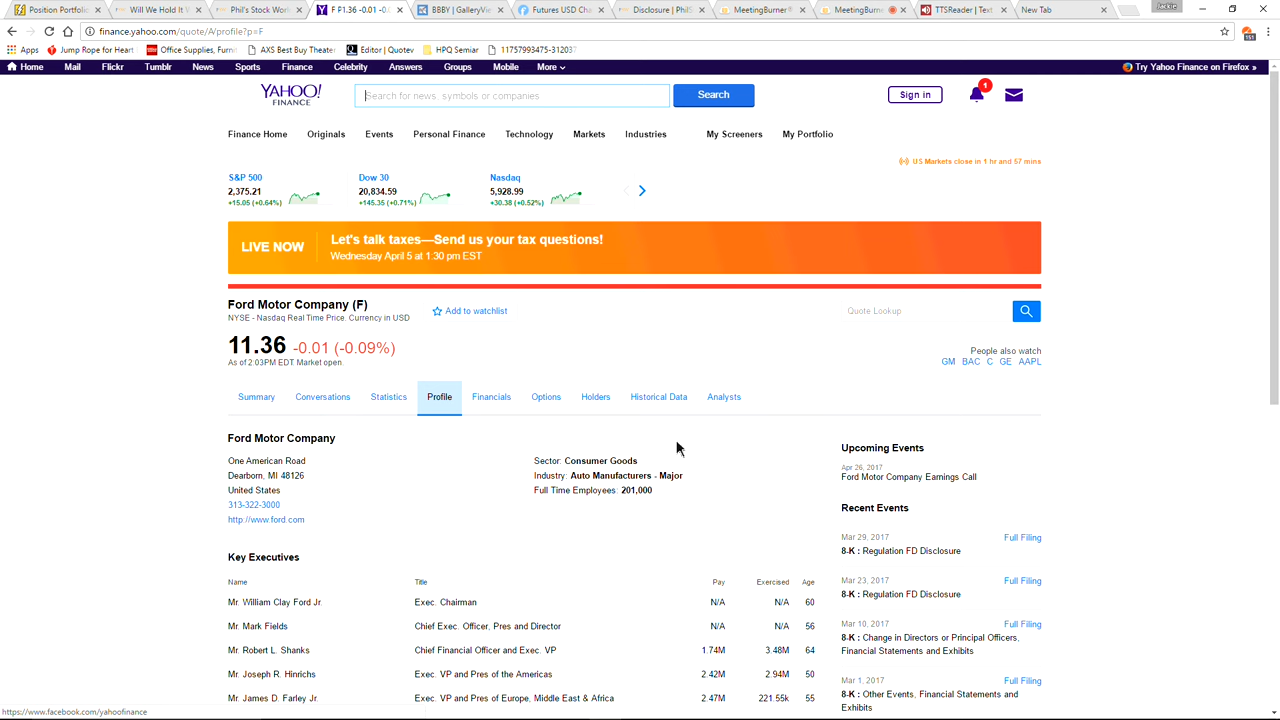 Position Portfolio
Will We Hold It
Phil's Stock Wor
F P1.36 -0.01 -0.0
BBBY | GalleryVie
Futures USD Cha
Disclosure | PhilS
MeetingBurner®
MeetingBurne
TTSReader | Text
New Tab
Jackie
finance.yahoo.com/quote/A/profile?p=F
151
Apps
Jump Rope for Heart
Office Supplies, Furni
AXS Best Buy Theater
Editor | Quotev
HPQ Semiar
11757993475-312037
Home
Mail
Flickr
Tumblr
News
Sports
Finance
Celebrity
Answers
Groups
Mobile
More
Try Yahoo Finance on Firefox »
YAHOO!
FINANCE
Search for news, symbols or companies
Search
Sign in
1
Finance Home
Originals
Events
Personal Finance
Technology
Markets
Industries
My Screeners
My Portfolio
US Markets close in 1 hr and 57 mins
S&P 500
2,375.21
+15.05 (+0.64%)
Dow 30
20,834.59
+145.35 (+0.71%)
Nasdaq
5,928.99
+30.38 (+0.52%)
LIVE NOW
Let's talk taxes—Send us your tax questions!
Wednesday April 5 at 1:30 pm EST
Ford Motor Company (F)
NYSE - Nasdaq Real Time Price. Currency in USD
Add to watchlist
Quote Lookup
11.36 -0.01 (-0.09%)
As of 2:03PM EDT. Market open.
People also watch
GM BAC C GE AAPL
Summary
Conversations
Statistics
Profile
Financials
Options
Holders
Historical Data
Analysts
Ford Motor Company
One American Road
Dearborn, MI 48126
United States
313-322-3000
http://www.ford.com
Sector: Consumer Goods
Industry: Auto Manufacturers - Major
Full Time Employees: 201,000
Upcoming Events
Apr 26, 2017
Ford Motor Company Earnings Call
Recent Events
Mar 29, 2017 Full Filing
8-K : Regulation FD Disclosure
Mar 23, 2017 Full Filing
8-K : Regulation FD Disclosure
Mar 10, 2017 Full Filing
8-K : Change in Directors or Principal Officers,
Financial Statements and Exhibits
Mar 1, 2017 Full Filing
8-K : Other Events, Financial Statements and
Exhibits
Key Executives
Name Title Pay Exercised Age
Mr. William Clay Ford Jr. Exec. Chairman N/A N/A 60
Mr. Mark Fields Chief Exec. Officer, Pres and Director N/A N/A 56
Mr. Robert L. Shanks Chief Financial Officer and Exec. VP 1.74M 3.48M 64
Mr. Joseph R. Hinrichs Exec. VP and Pres of the Americas 2.42M 2.94M 50
Mr. James D. Farley Jr. Exec. VP and Pres of Europe, Middle East & Africa 2.47M 221.55k 55
https://www.facebook.com/yahoofinance